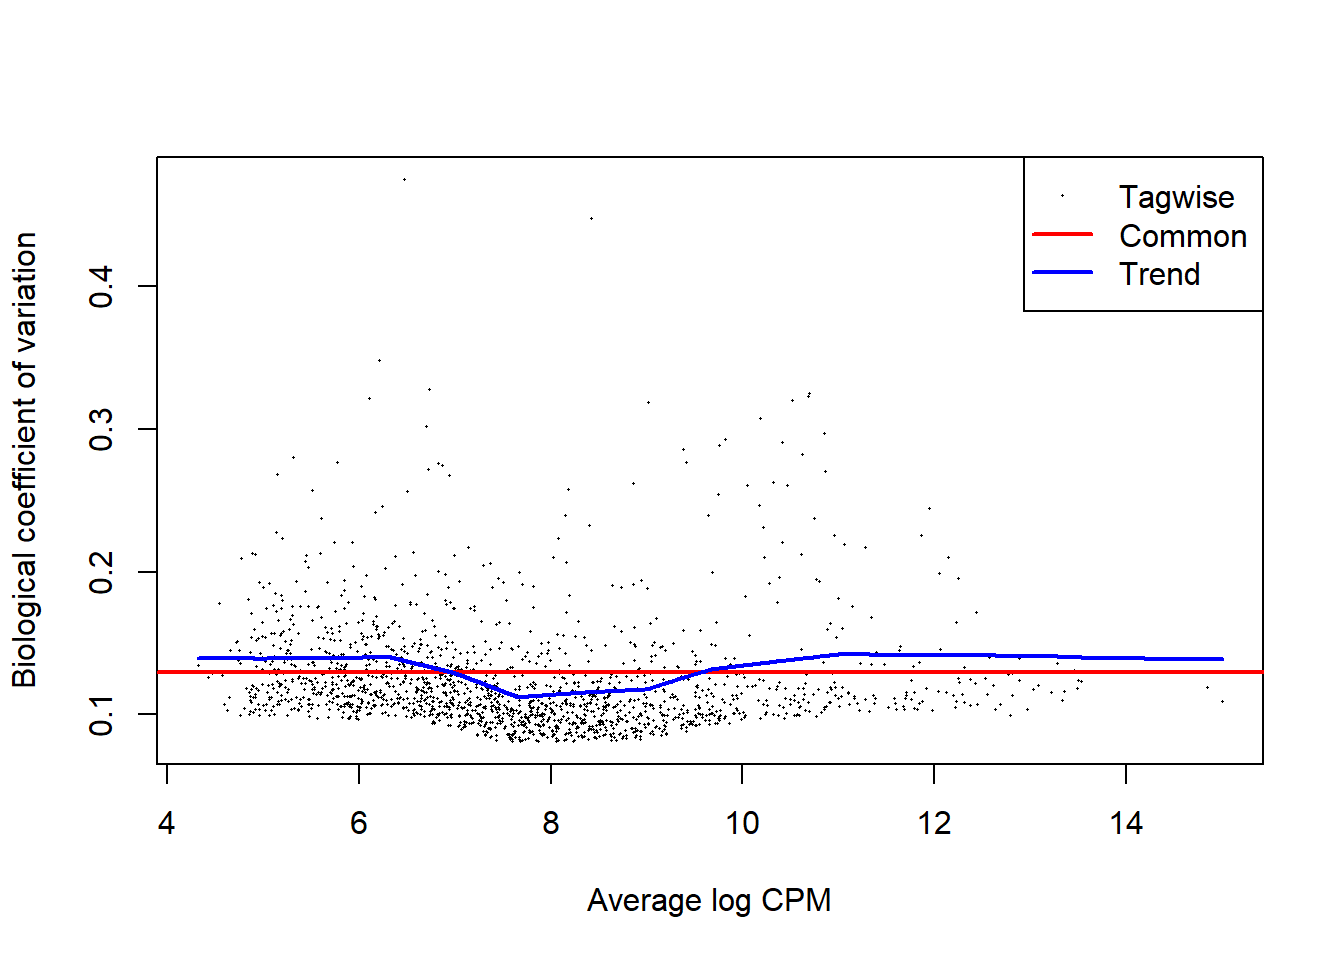 Tagwise
Common
Trend
Biological coefficient of variation
0.4
0.3
0.2
0.1
4 6 8 10 12 14
Average log CPM